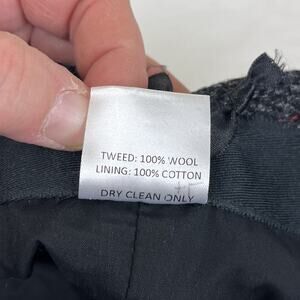 TWEED: 100% WOOL
LINING: 100% COTTON
DRY CLEAN ONLY